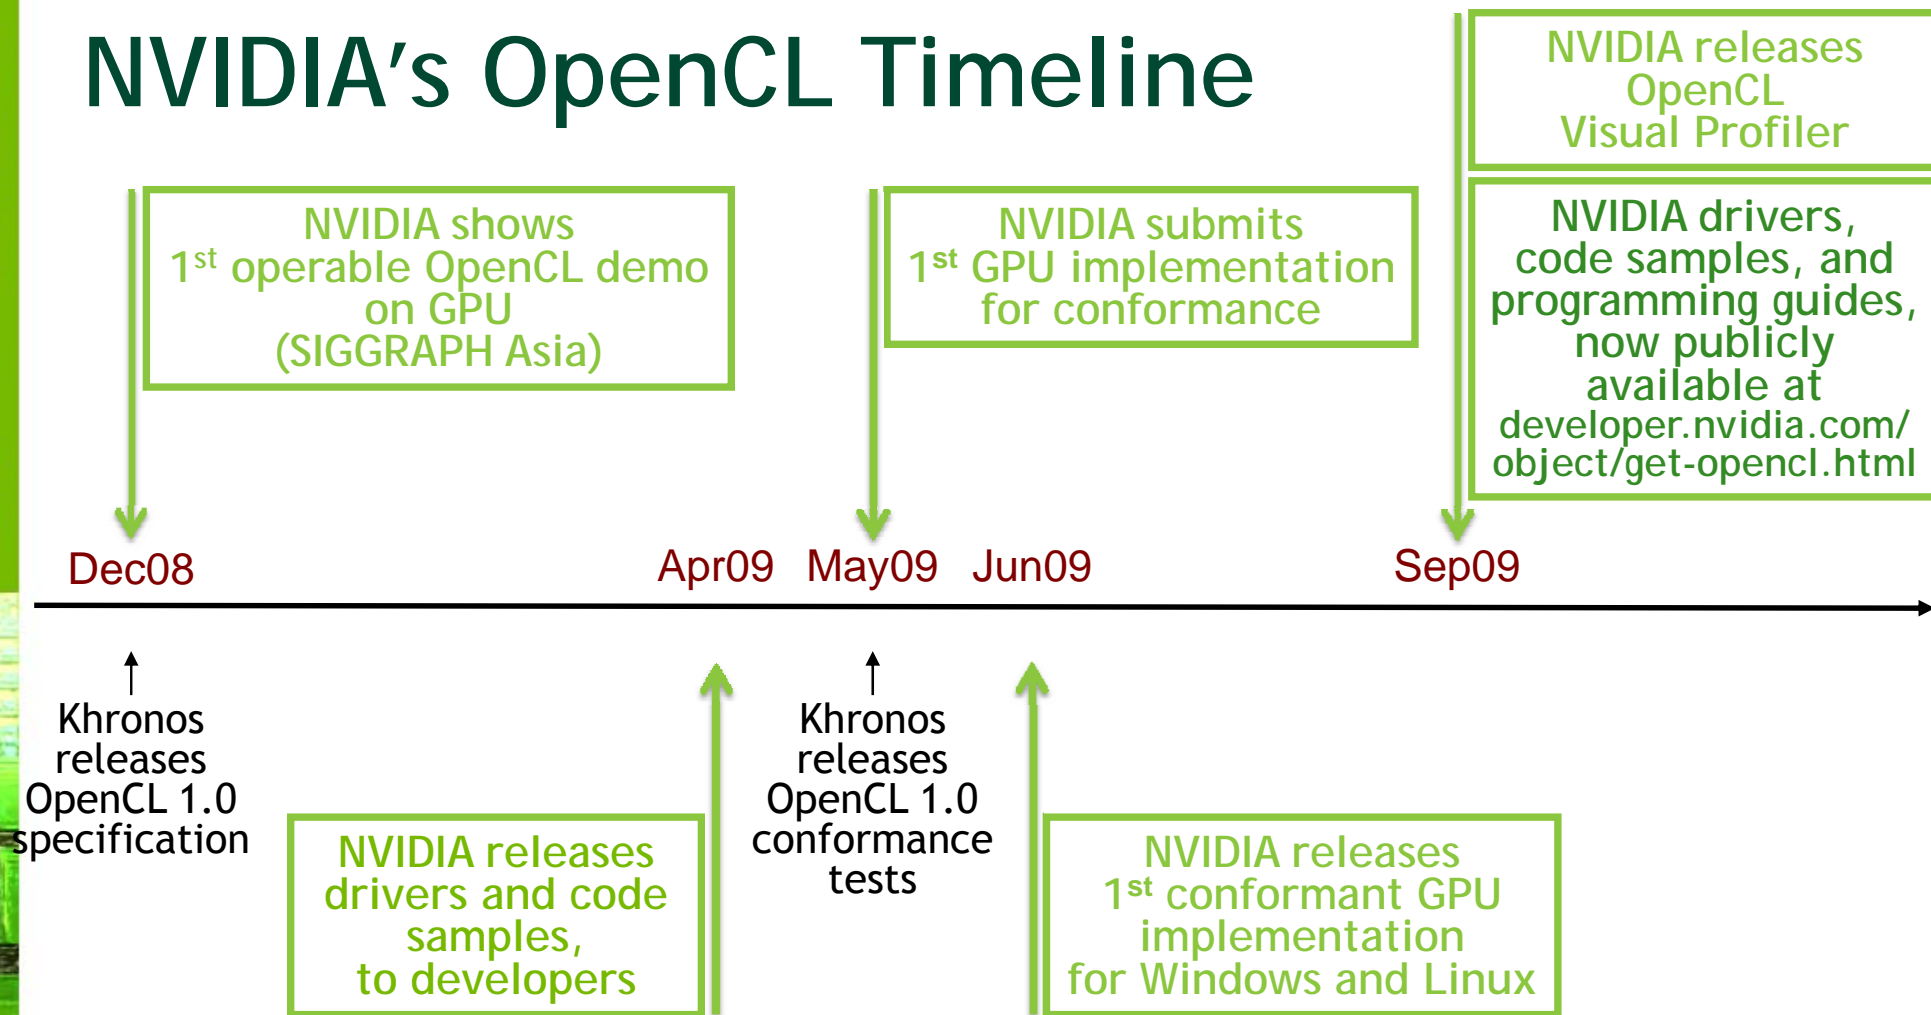 NVIDIA's OpenCL Timeline
NVIDIA releases
OpenCL
Visual Profiler
NVIDIA shows
1st operable OpenCL demo
on GPU
(SIGGRAPH Asia)
NVIDIA submits
1st GPU implementation
for conformance
NVIDIA drivers,
code samples, and
programming guides,
now publicly
available at
developer.nvidia.com/
object/get-opencl.html
Dec08
Apr09
May09
Jun09
Sep09
Khronos
releases
OpenCL 1.0
specification
NVIDIA releases
drivers and code
samples,
to developers
Khronos
releases
OpenCL 1.0
conformance
tests
NVIDIA releases
1st conformant GPU
implementation
for Windows and Linux